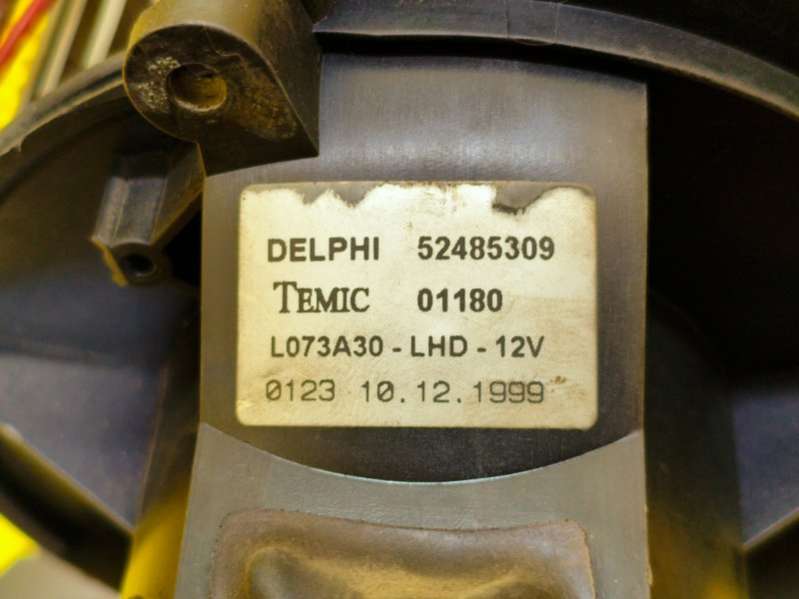 DELPHI 52485309
TEMIC 01180
L073A30 - LHD - 12V
0123 10.12.1999